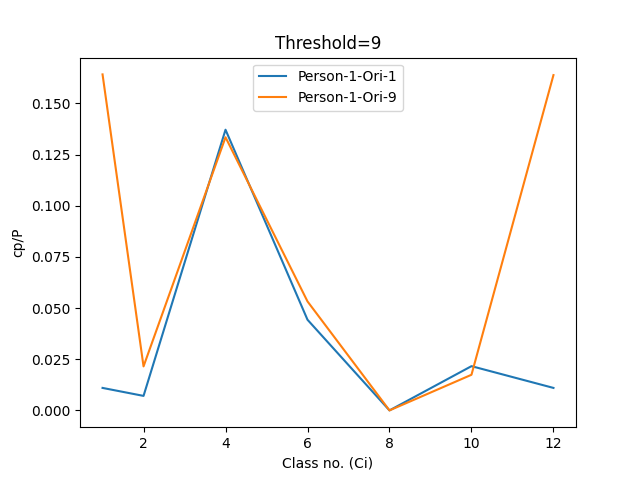 Threshold=9
Person-1-Ori-1
Person-1-Ori-9
cp/P
0.150
0.125
0.100
0.075
0.050
0.025
0.000
2 4 6 8 10 12
Class no. (Ci)